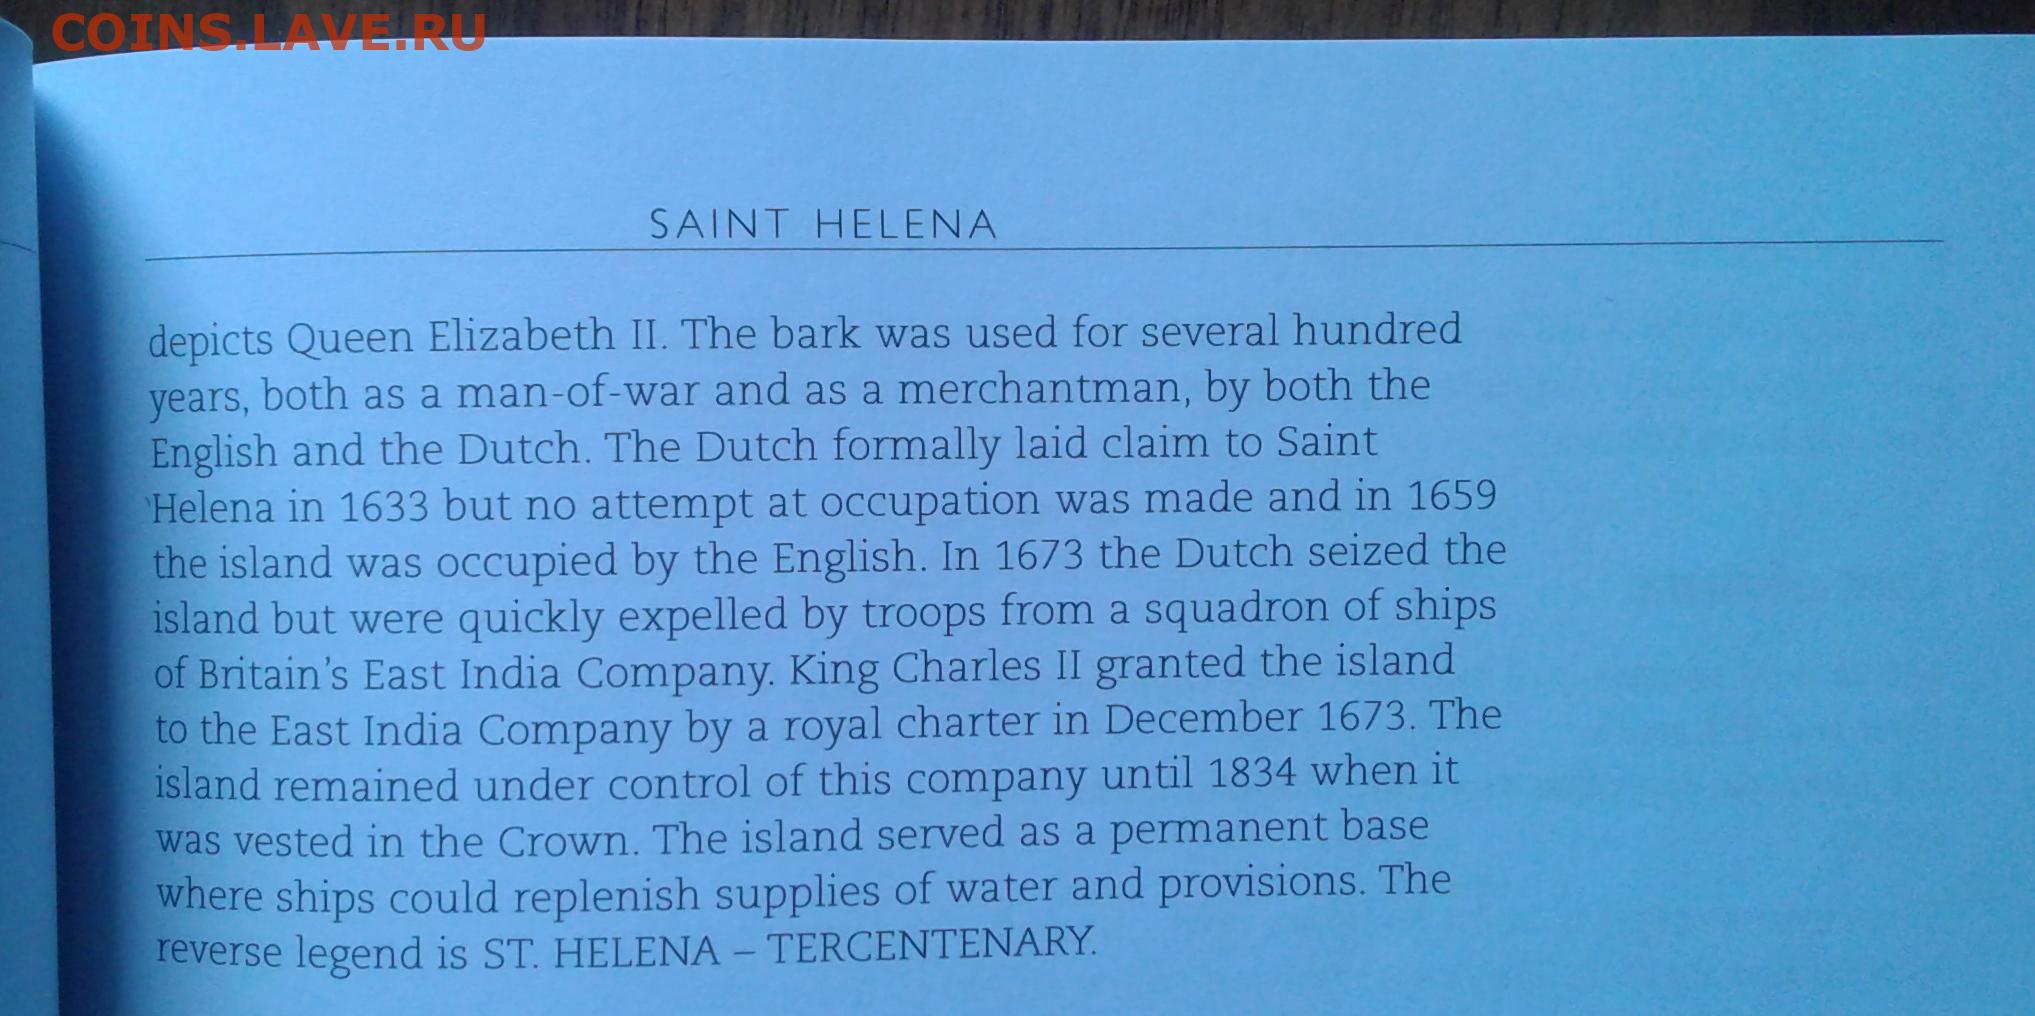 COINS.LAVE.RU
SAINT HELENA
depicts Queen Elizabeth II. The bark was used for several hundred
years, both as a man-of-war and as a merchantman, by both the
English and the Dutch. The Dutch formally laid claim to Saint
Helena in 1633 but no attempt at occupation was made and in 1659
the island was occupied by the English. In 1673 the Dutch seized the
island but were quickly expelled by troops from a squadron of ships
of Britain's East India Company. King Charles II granted the island
to the East India Company by a royal charter in December 1673. The
island remained under control of this company until 1834 when it
was vested in the Crown. The island served as a permanent base
where ships could replenish supplies of water and provisions. The
reverse legend is ST. HELENA – TERCENTENARY.